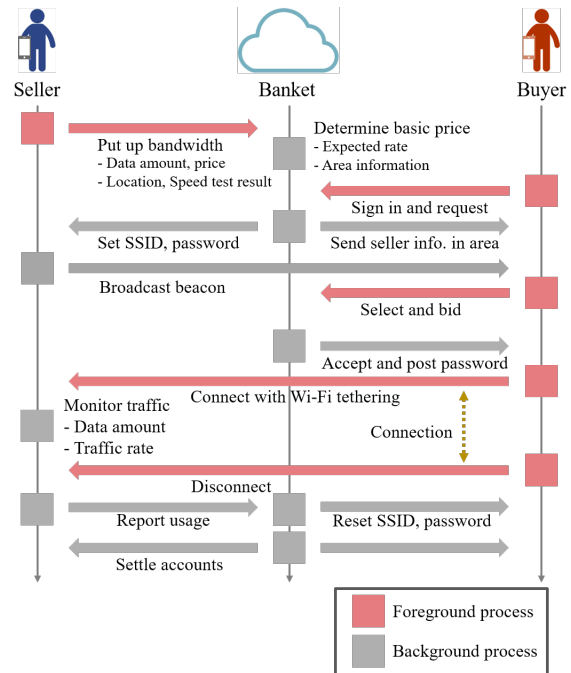 Seller
Banket
Buyer
Put up bandwidth
- Data amount, price
- Location, Speed test result
Determine basic price
- Expected rate
- Area information
Sign in and request
Set SSID, password
Send seller info. in area
Broadcast beacon
Select and bid
Accept and post password
Connect with Wi-Fi tethering
Monitor traffic
- Data amount
- Traffic rate
Connection
Disconnect
Report usage
Reset SSID, password
Settle accounts
Foreground process
Background process